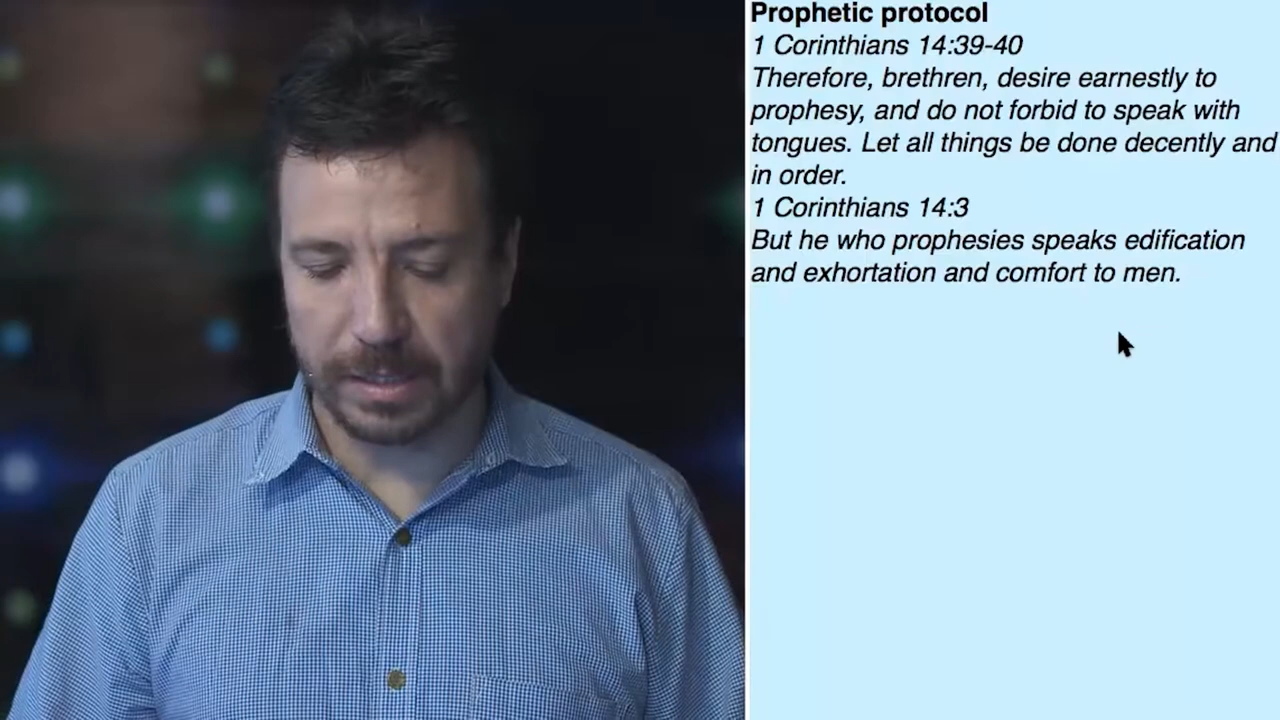 Prophetic protocol
1 Corinthians 14:39-40
Therefore, brethren, desire earnestly to
prophesy, and do not forbid to speak with
tongues. Let all things be done decently and
in order.
1 Corinthians 14:3
But he who prophesies speaks edification
and exhortation and comfort to men.